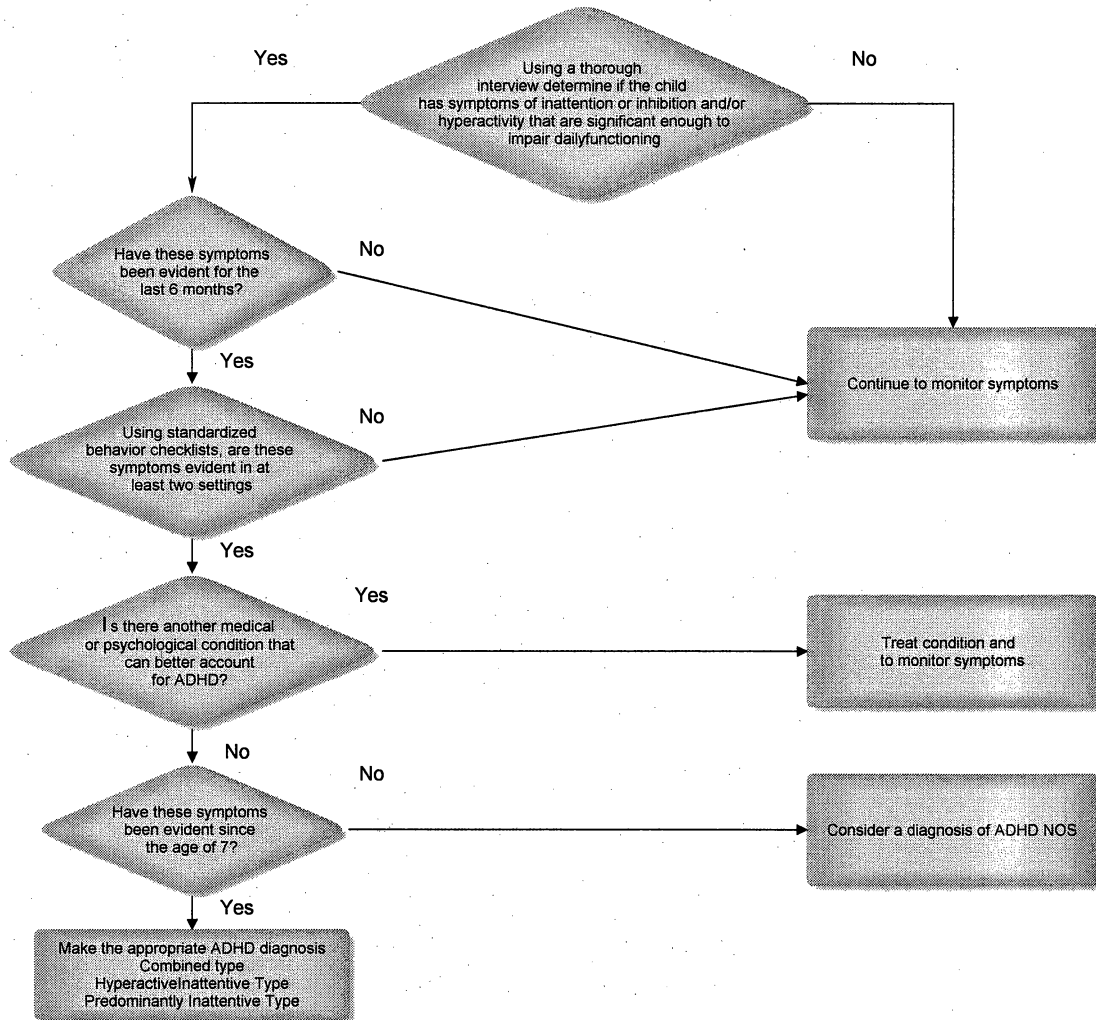 Yes
No
Using a thorough
interview determine if the child
has symptoms of inattention or inhibition and/or
hyperactivity that are significant enough to
impair dailyfunctioning
Have these symptoms
been evident for the
last 6 months?
No
Yes
Continue to monitor symptoms
Using standardized
behavior checklists, are these
symptoms evident in at
least two settings
No
Yes
Is there another medical
or psychological condition that
can better account
for ADHD?
Yes
Treat condition and
to monitor symptoms
No
Have these symptoms
been evident since
the age of 7?
No
Consider a diagnosis of ADHD NOS
Yes
Make the appropriate ADHD diagnosis
Combined type
HyperactiveInattentive Type
Predominantly Inattentive Type